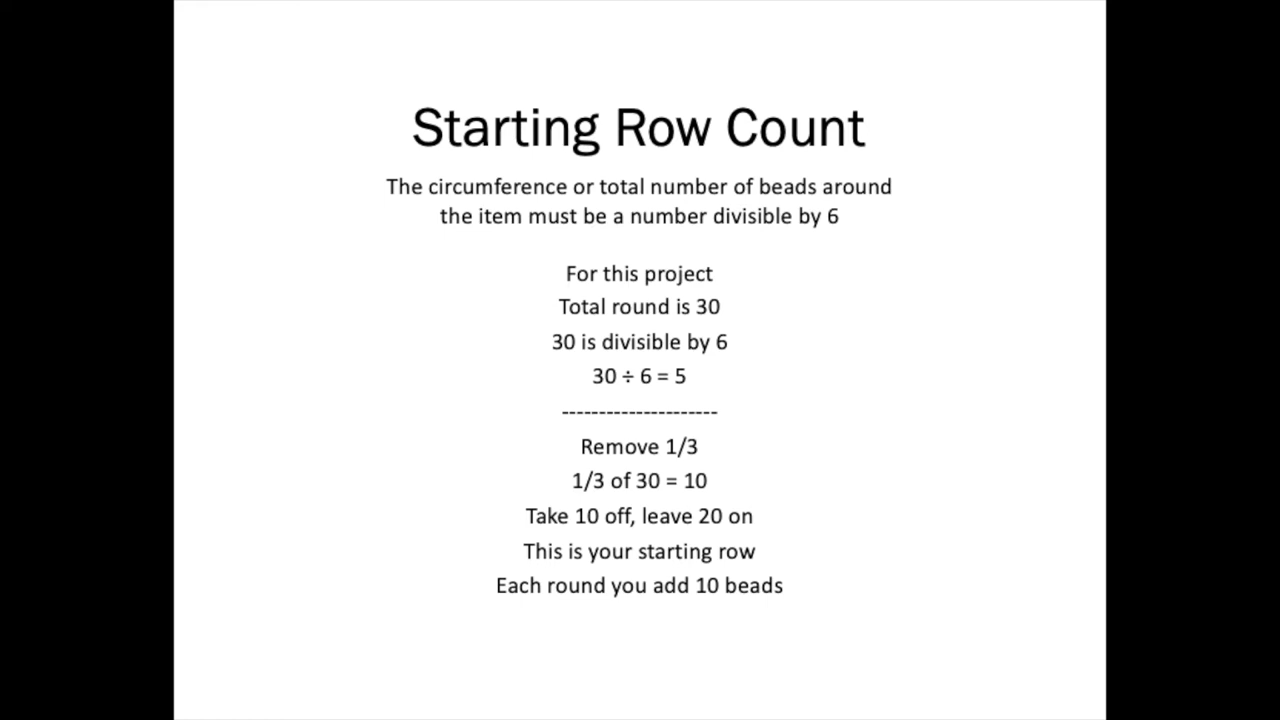 Starting Row Count
The circumference or total number of beads around
the item must be a number divisible by 6
For this project
Total round is 30
30 is divisible by 6
30 ÷ 6 = 5
---------------------
Remove 1/3
1/3 of 30 = 10
Take 10 off, leave 20 on
This is your starting row
Each round you add 10 beads